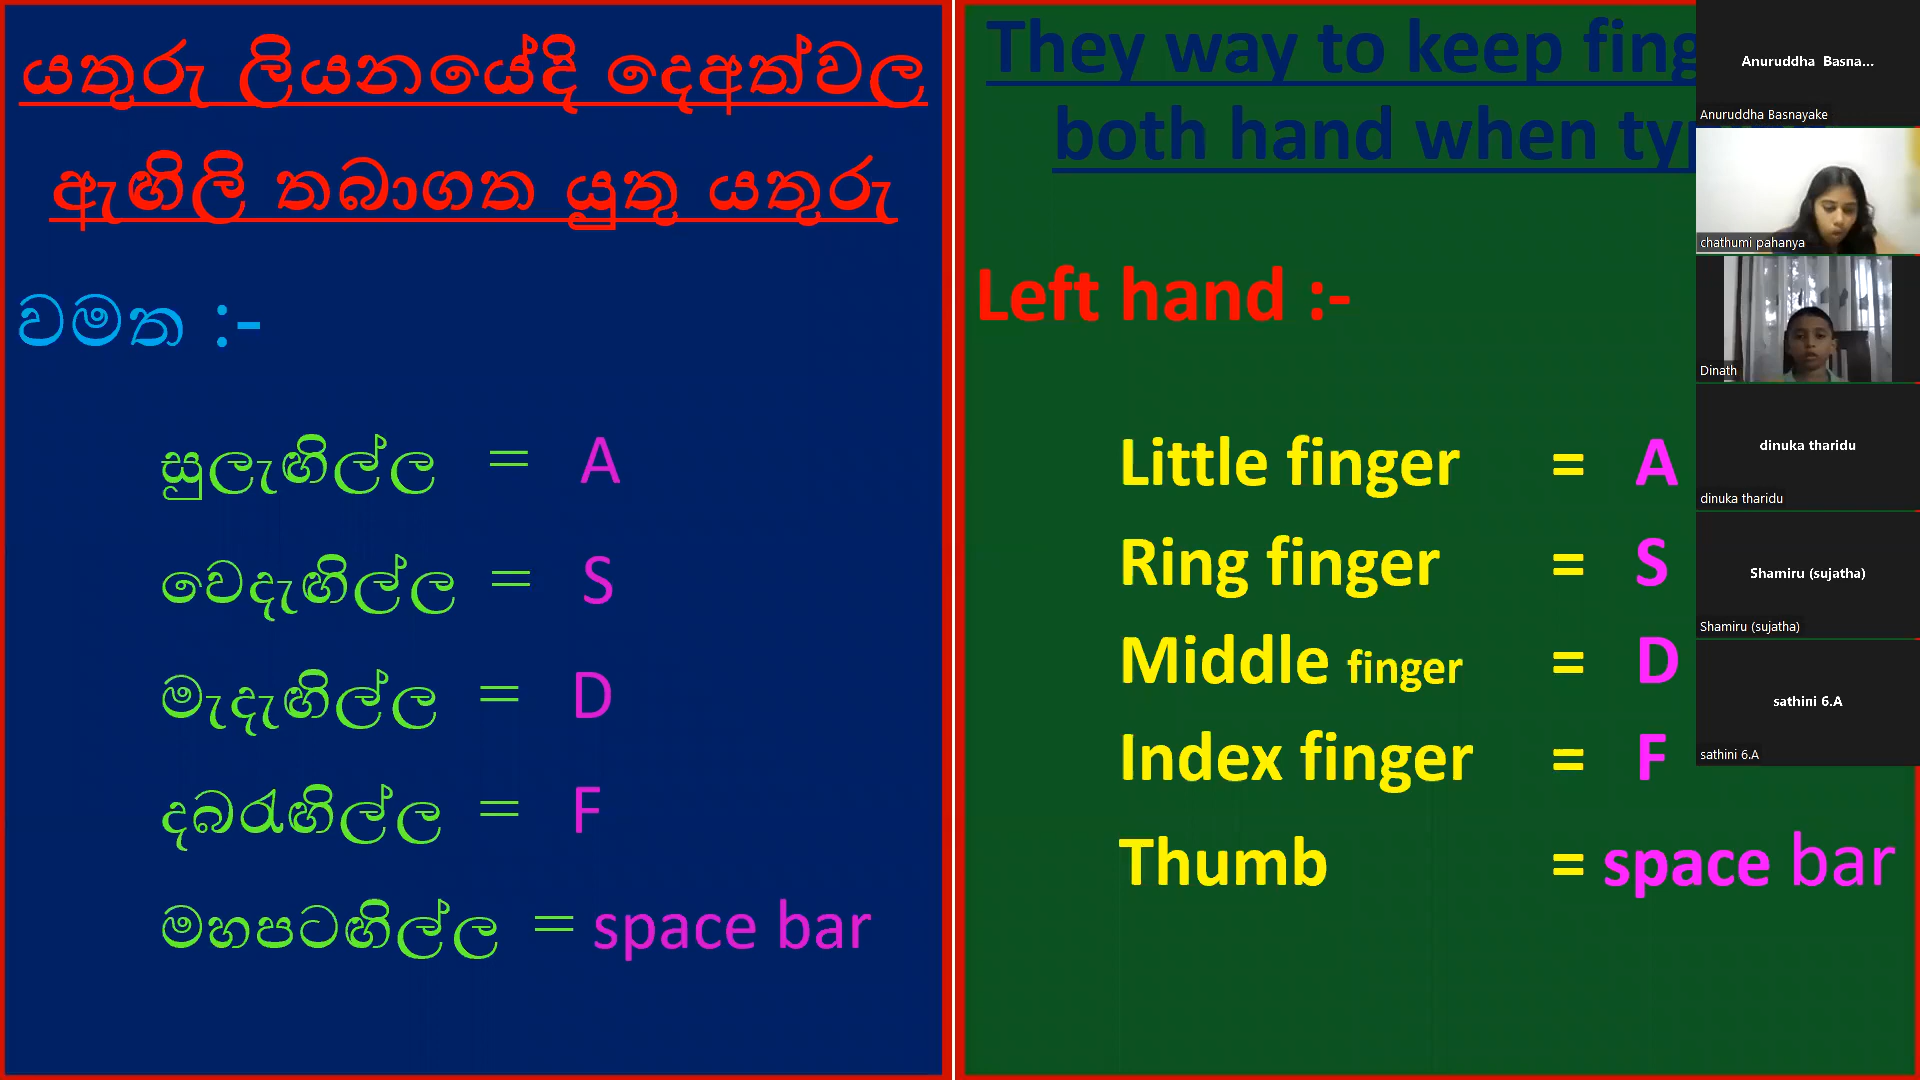 යතුරු ලියනයේදි දෙඅත්වල
ඇඟිලි තබාගත යුතු යතුරු
වමත :-
සුලැඟිල්ල = A
වෙදැඟිල්ල = S
මැදැඟිල්ල = D
දබරැඟිල්ල = F
මහපටඟිල්ල = space bar
They way to keep fing
both hand when typ
Left hand :-
Little finger = A
Ring finger = S
Middle finger = D
Index finger = F
Thumb = space bar
Anuruddha Basna...
Anuruddha Basnayake
chathumi pahanya
Dinath
dinuka tharidu
dinuka tharidu
Shamiru (sujatha)
Shamiru (sujatha)
sathini 6.A
sathini 6.A